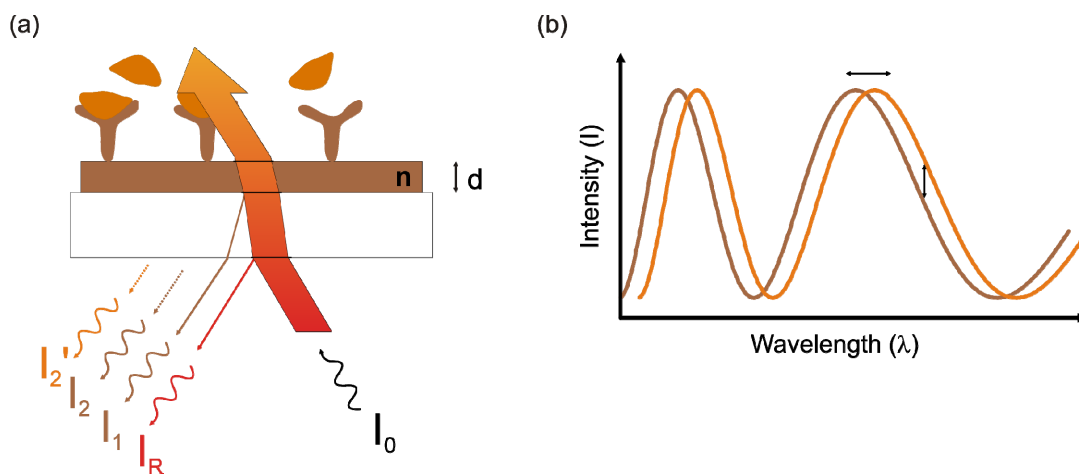 (a)
n
d
I2'
I2
I1
IR
I0
(b)
Intensity (I)
Wavelength (λ)